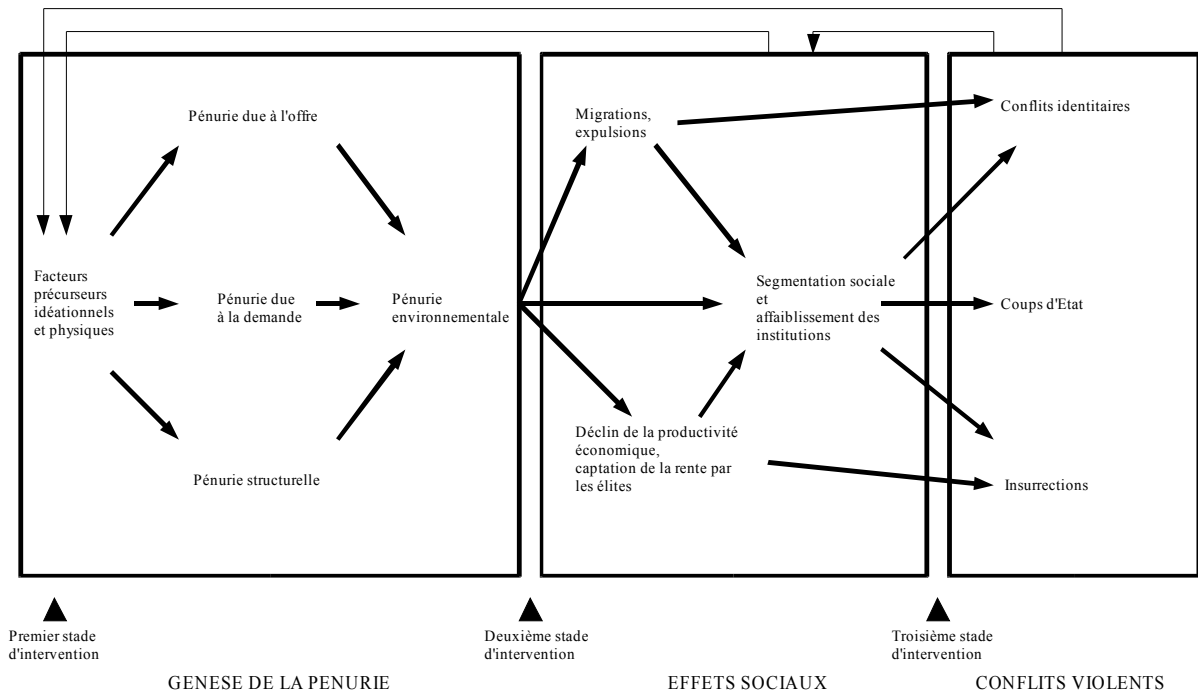 Pénurie due à l'offre
Facteurs
précurseurs
idéationnels
et physiques
Pénurie due
à la demande
Pénurie
environnementale
Pénurie structurelle
Migrations,
expulsions
Segmentation sociale
et
affaiblissement des
institutions
Déclin de la productivité
économique,
captation de la rente par
les élites
Conflits identitaires
Coups d'Etat
Insurrections
Premier stade
d'intervention
Deuxième stade
d'intervention
Troisième stade
d'intervention
GENESE DE LA PENURIE
EFFETS SOCIAUX
CONFLITS VIOLENTS